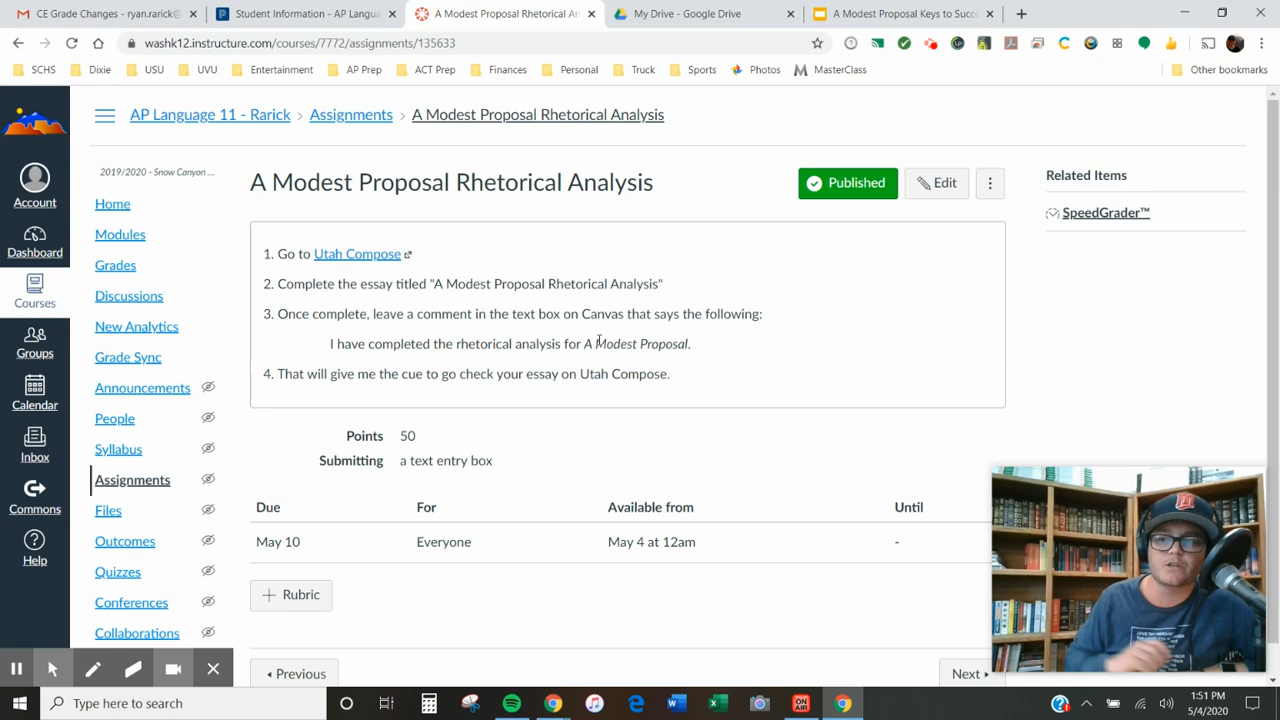 CE Grade Changes - ryan.rarick@
Student Information - AP Langua
A Modest Proposal Rhetorical An
My Drive - Google Drive
A Modest Proposal Keys to Succe
washk12.instructure.com/courses/7772/assignments/135633
SCHS
Dixie
USU
UVU
Entertainment
AP Prep
ACT Prep
Finances
Personal
Truck
Sports
Photos
MasterClass
Other bookmarks
AP Language 11 - Rarick > Assignments > A Modest Proposal Rhetorical Analysis
Account
Dashboard
Courses
Groups
Calendar
Inbox
Commons
Help
2019/2020 - Snow Canyon ...
Home
Modules
Grades
Discussions
New Analytics
Grade Sync
Announcements
People
Syllabus
Assignments
Files
Outcomes
Quizzes
Conferences
Collaborations
A Modest Proposal Rhetorical Analysis
Published
Edit
1. Go to Utah Compose
2. Complete the essay titled "A Modest Proposal Rhetorical Analysis"
3. Once complete, leave a comment in the text box on Canvas that says the following:
I have completed the rhetorical analysis for A Modest Proposal.
4. That will give me the cue to go check your essay on Utah Compose.
Points 50
Submitting a text entry box
Due For Available from Until
May 10 Everyone May 4 at 12am -
+ Rubric
Previous
Next
Related Items
SpeedGrader™
Type here to search
ON AIR
1:51 PM
5/4/2020